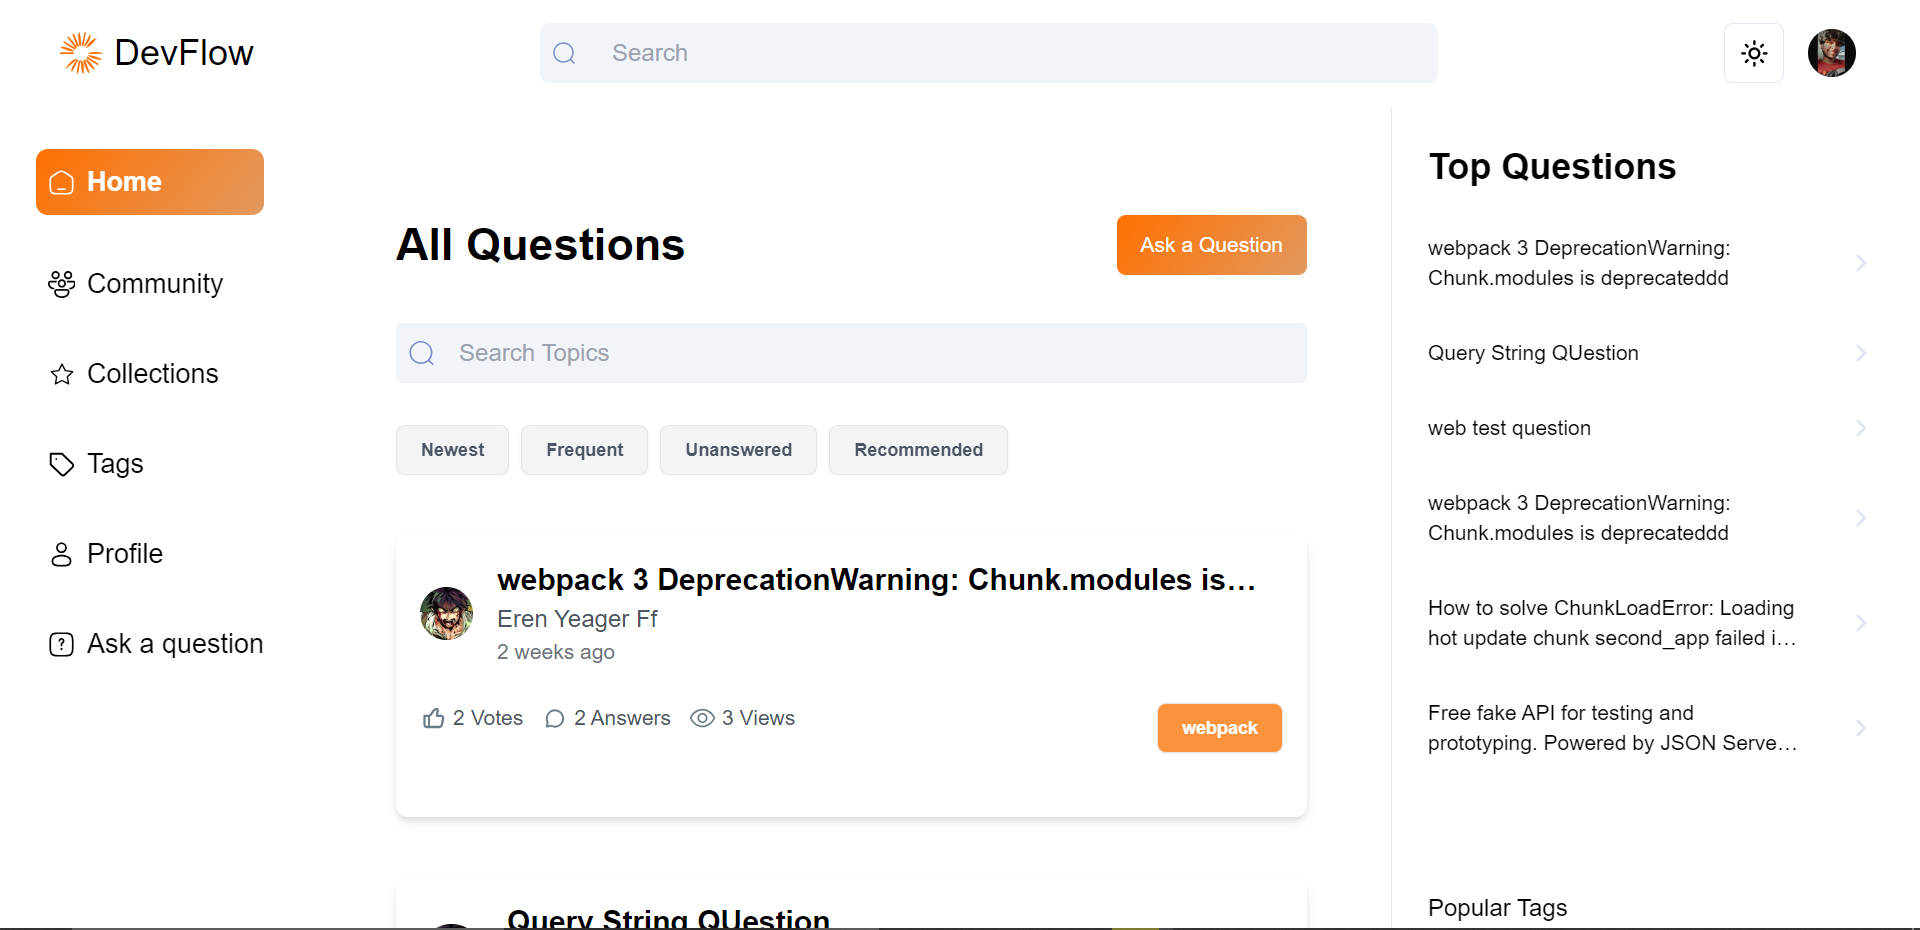 DevFlow
Search
Home
Community
Collections
Tags
Profile
Ask a question
All Questions
Ask a Question
Search Topics
Newest
Frequent
Unanswered
Recommended
webpack 3 DeprecationWarning: Chunk.modules is...
Eren Yeager Ff
2 weeks ago
2 Votes
2 Answers
3 Views
webpack
Query String QUestion
Top Questions
webpack 3 DeprecationWarning:
Chunk.modules is deprecateddd
Query String QUestion
web test question
webpack 3 DeprecationWarning:
Chunk.modules is deprecateddd
How to solve ChunkLoadError: Loading
hot update chunk second_app failed i...
Free fake API for testing and
prototyping. Powered by JSON Serve...
Popular Tags